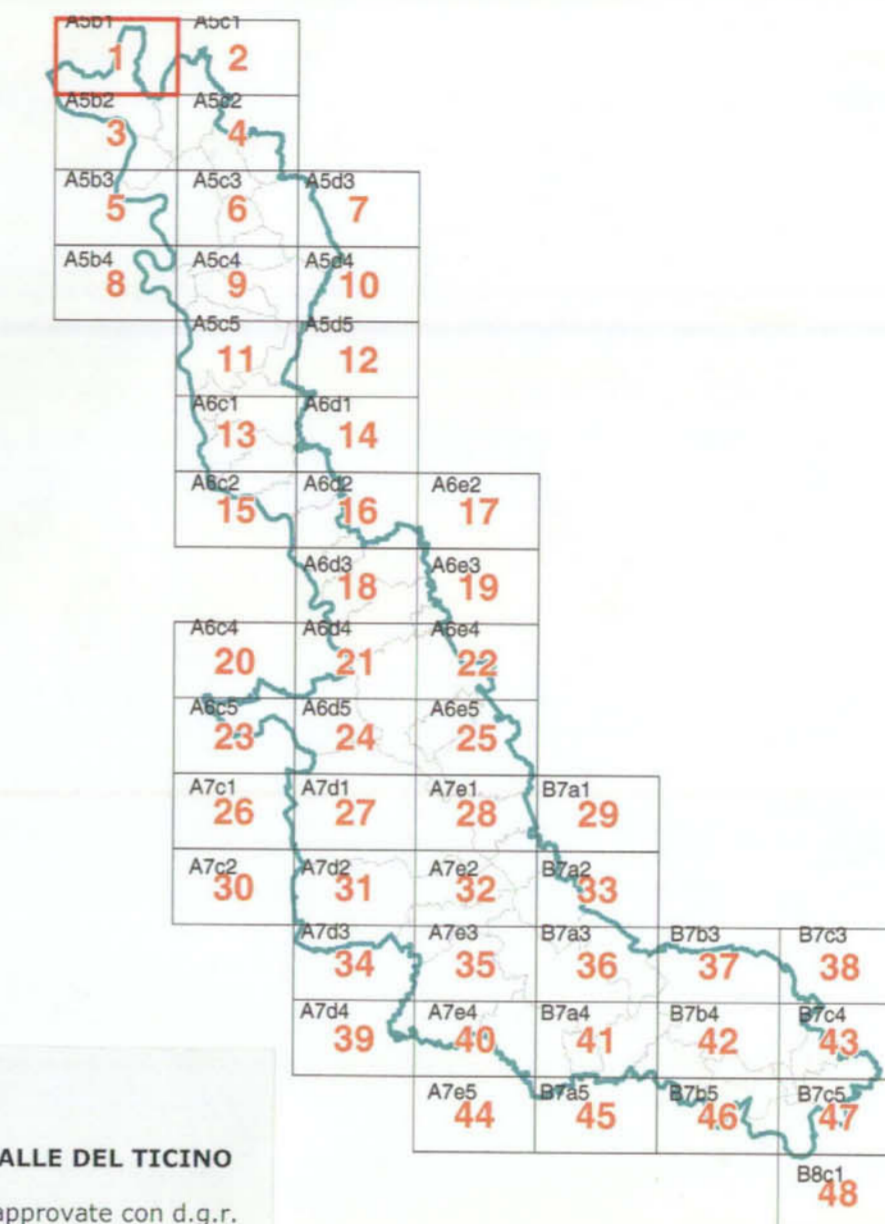 A5b1 A5c1
1 2
A5b2 A5c2
3 4
A5b3 A5c3 A5d3
5 6 7
A5b4 A5c4 A5d4
8 9 10
A5c5 A5d5
11 12
A6c1 A6d1
13 14
A6c2 A6d2 A6e2
15 16 17
A6d3 A6e3
18 19
A6c4 A6d4 A6e4
20 21 22
A6c5 A6d5 A6e5
23 24 25
A7c1 A7d1 A7e1 B7a1
26 27 28 29
A7c2 A7d2 A7e2 B7a2
30 31 32 33
A7d3 A7e3 B7a3 B7b3 B7c3
34 35 36 37 38
A7d4 A7e4 B7a4 B7b4 B7c4
39 40 41 42 43
A7e5 B7a5 B7b5 B7c5
44 45 46 47
B8c1
48
ALLE DEL TICINO
approvate con d.g.r.